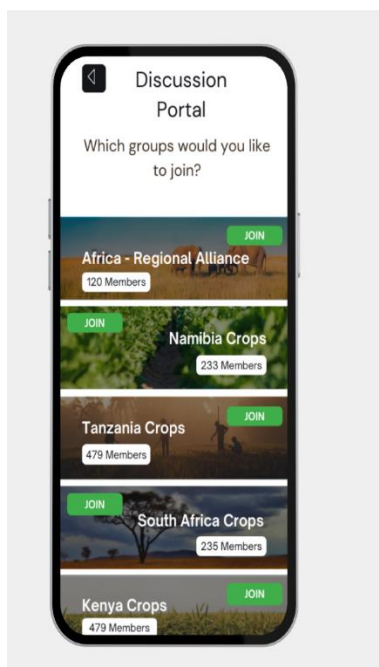 Discussion
Portal
Which groups would you like
to join?
JOIN
Africa - Regional Alliance
120 Members
JOIN
Namibia Crops
233 Members
JOIN
Tanzania Crops
479 Members
JOIN
South Africa Crops
235 Members
JOIN
Kenya Crops
479 Members